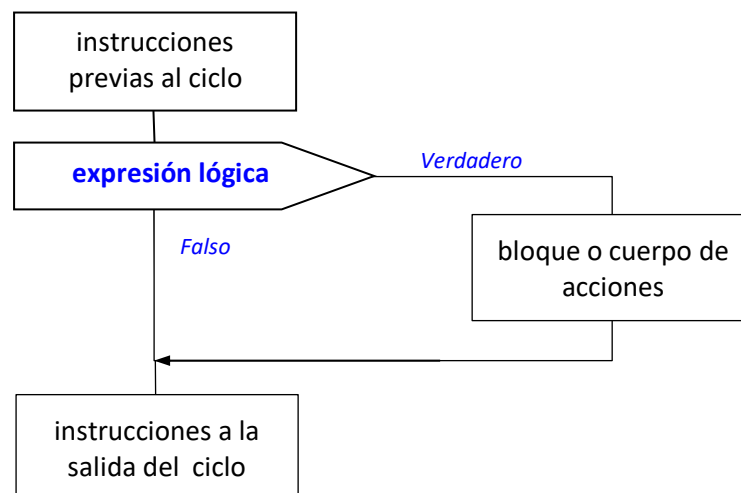 instrucciones
previas al ciclo
expresión lógica
Verdadero
Falso
bloque o cuerpo de
acciones
instrucciones a la
salida del  ciclo